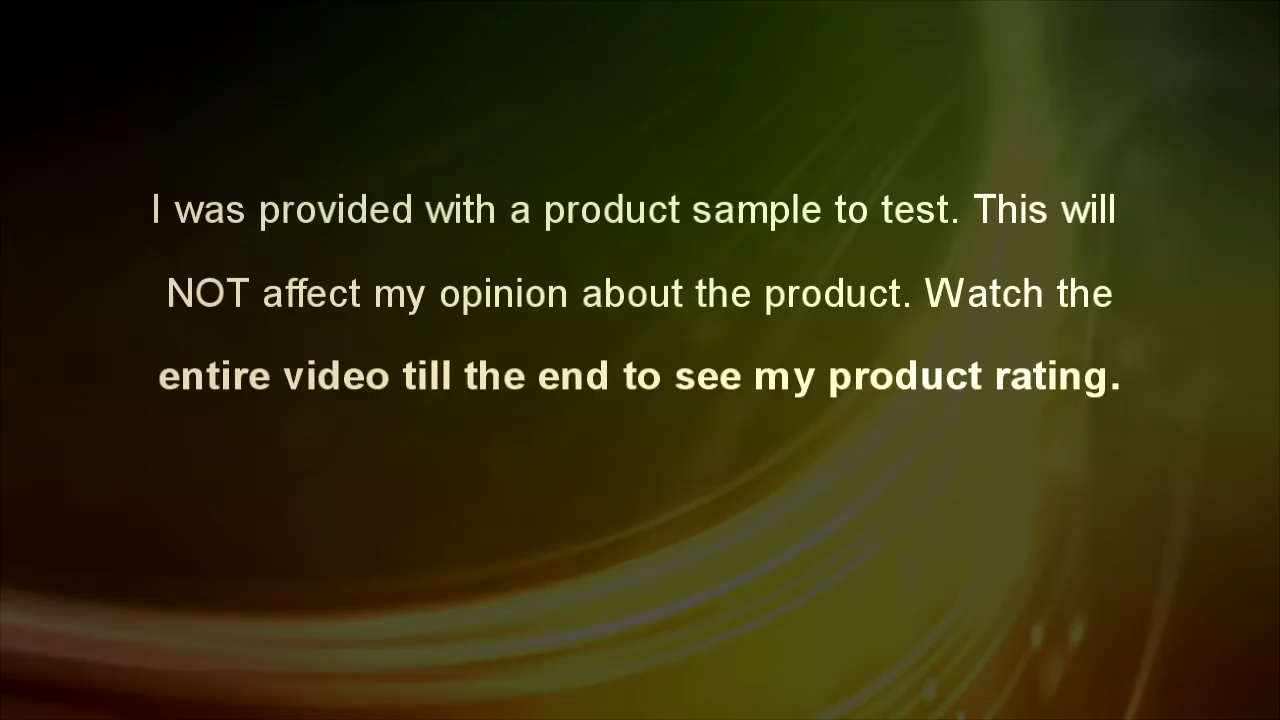 I was provided with a product sample to test. This will
NOT affect my opinion about the product. Watch the
entire video till the end to see my product rating.